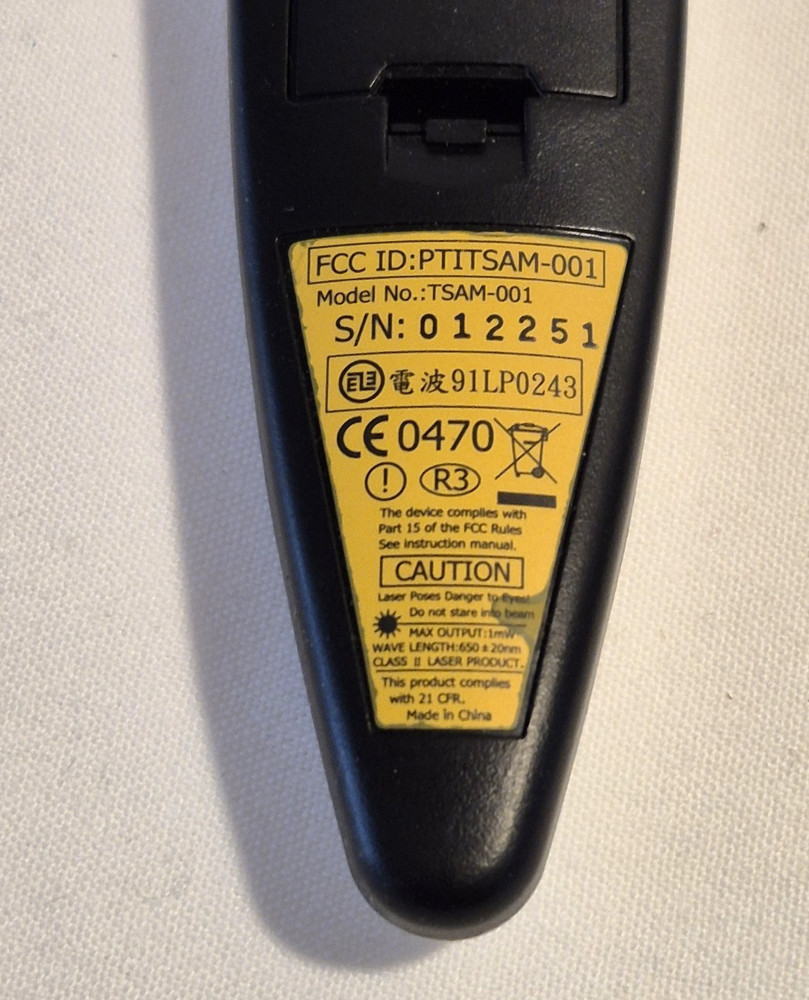 FCC ID:PTITSAM-001
Model No.:TSAM-001
S/N: 012251
電波91LP0243
CE 0470
! R3
The device complies with
Part 15 of the FCC Rules
See instruction manual.
CAUTION
Laser Poses Danger to Eyes!
Do not stare into beam
MAX OUTPUT:1mW
WAVE LENGTH:650±20nm
CLASS II LASER PRODUCT.
This product complies
with 21 CFR.
Made in China